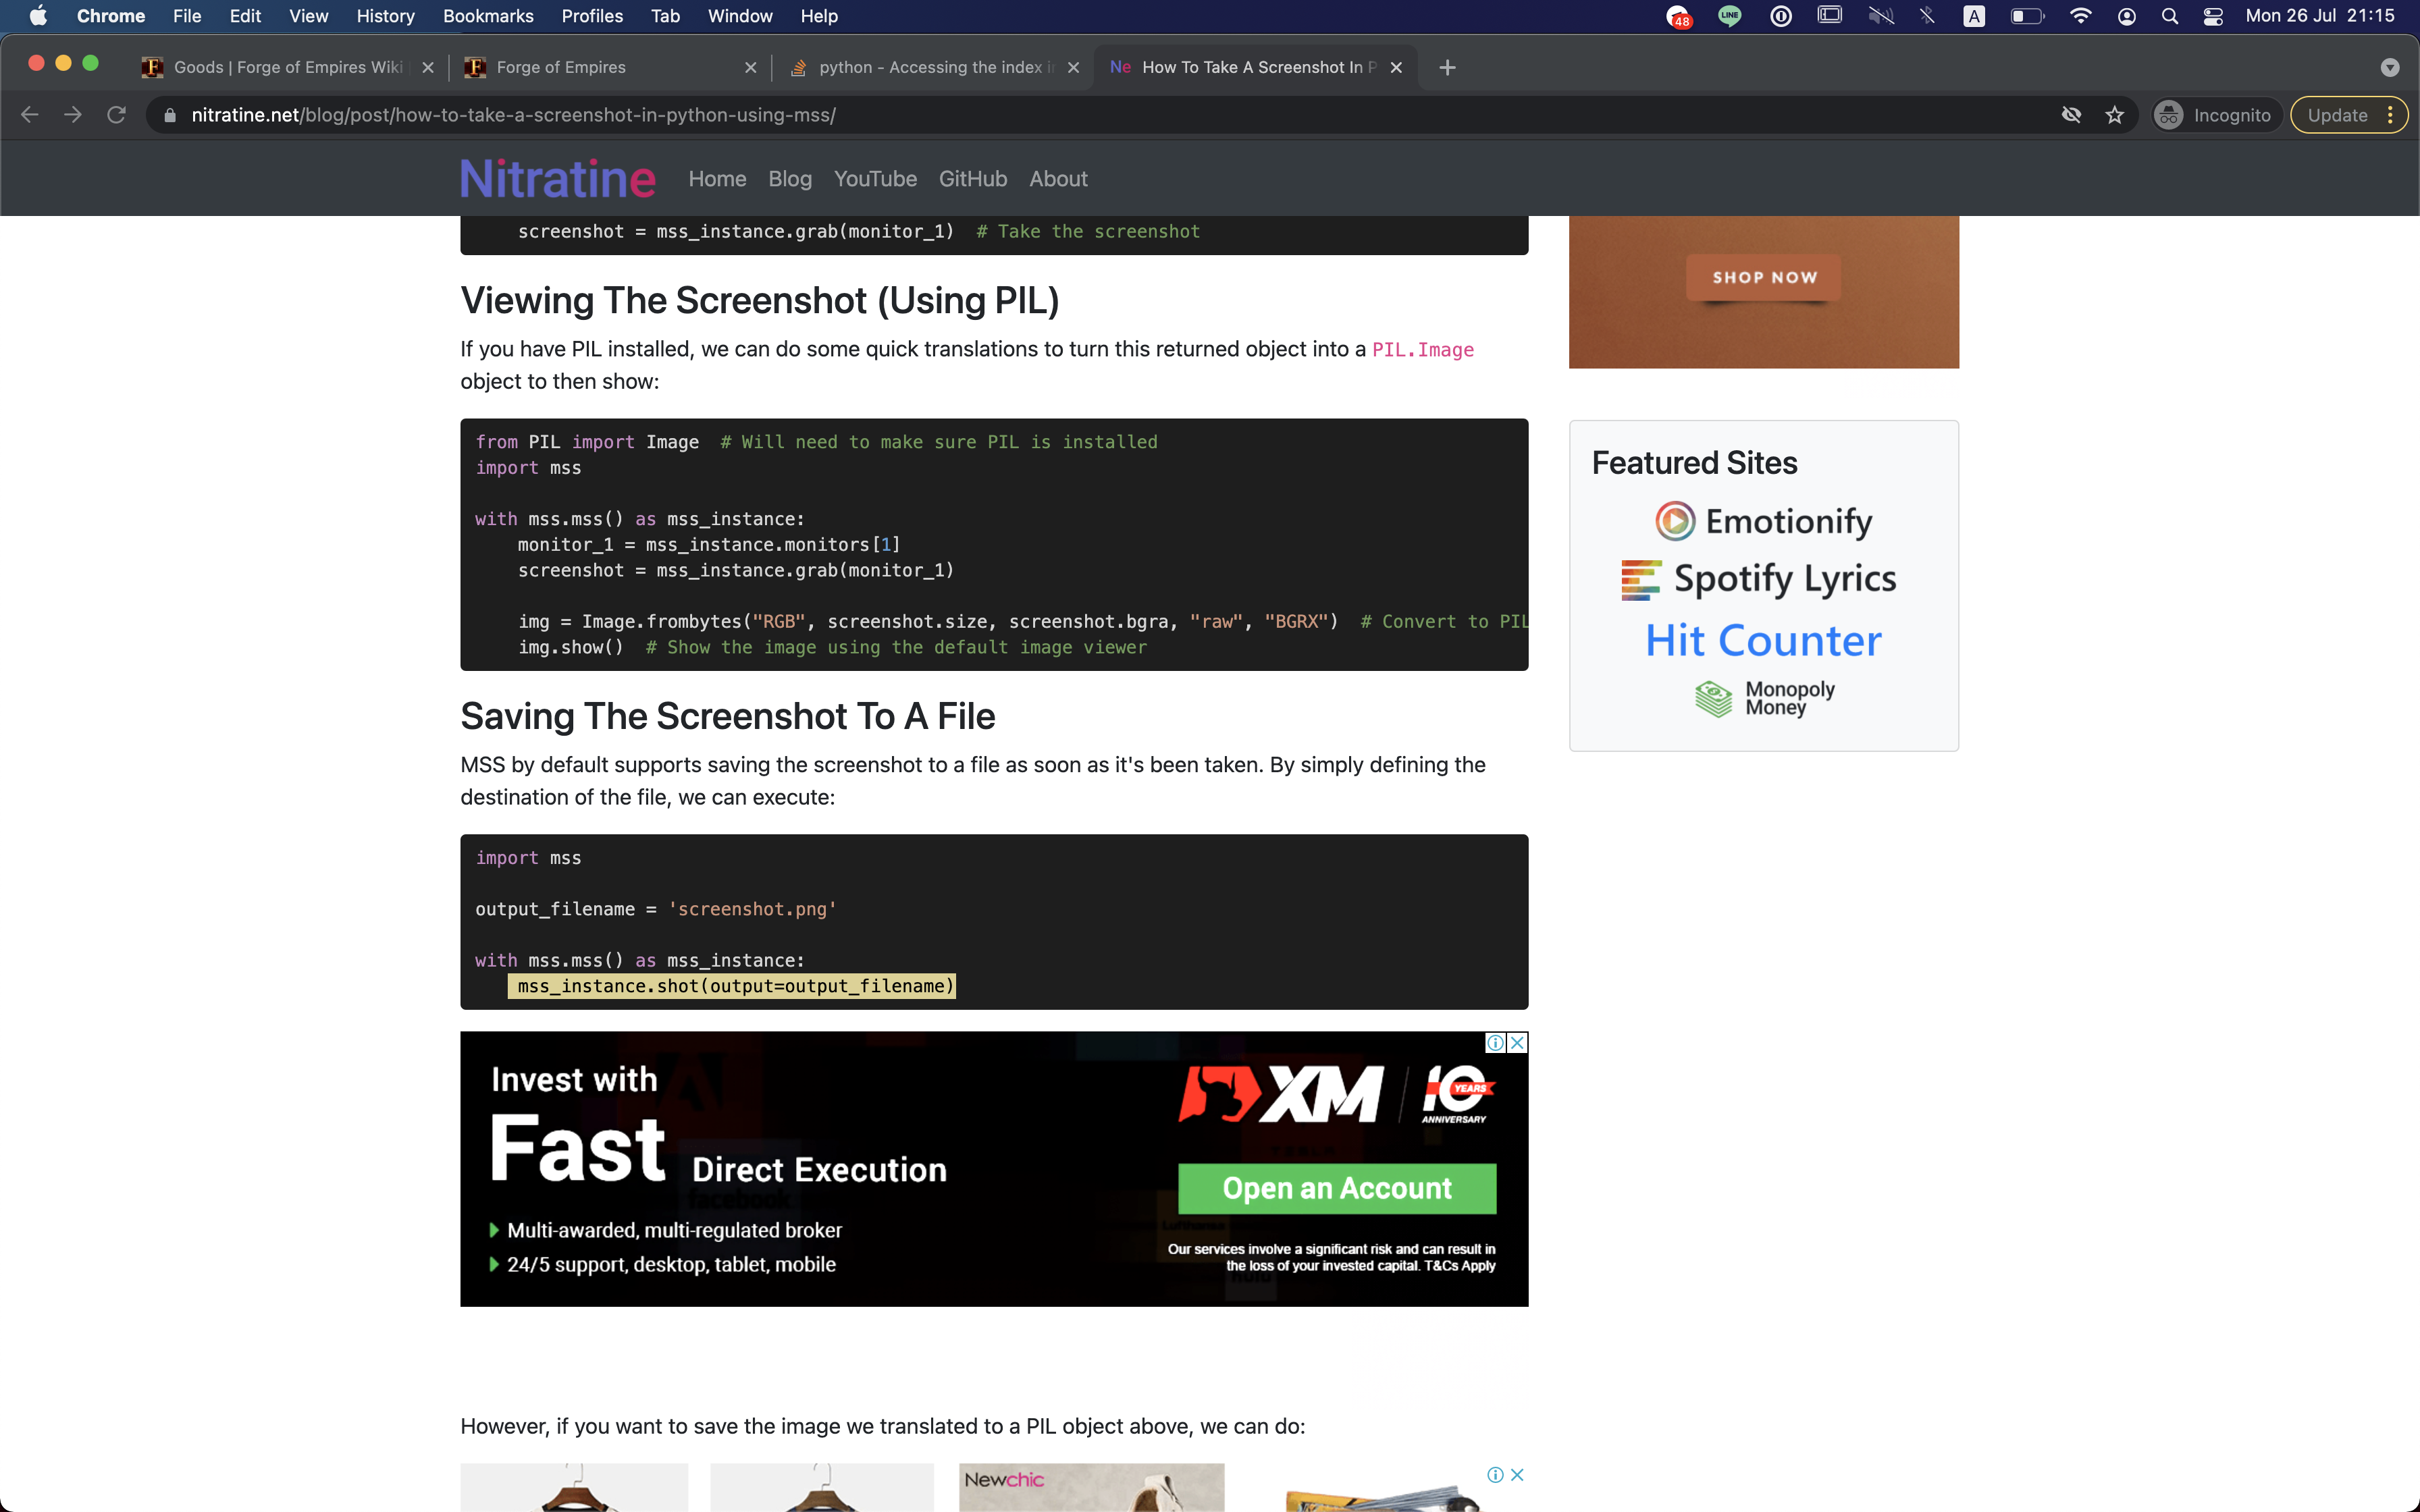 Chrome File Edit View History Bookmarks Profiles Tab Window Help 48 LINE A Mon 26 Jul 21:15
Goods | Forge of Empires Wiki Forge of Empires python - Accessing the index in Ne How To Take A Screenshot In P
nitratine.net/blog/post/how-to-take-a-screenshot-in-python-using-mss/ Incognito Update
Nitratine Home Blog YouTube GitHub About
screenshot = mss_instance.grab(monitor_1)  # Take the screenshot
SHOP NOW
Viewing The Screenshot (Using PIL)
If you have PIL installed, we can do some quick translations to turn this returned object into a PIL.Image
object to then show:
from PIL import Image  # Will need to make sure PIL is installed
import mss
with mss.mss() as mss_instance:
monitor_1 = mss_instance.monitors[1]
screenshot = mss_instance.grab(monitor_1)
img = Image.frombytes("RGB", screenshot.size, screenshot.bgra, "raw", "BGRX")  # Convert to PIL
img.show()  # Show the image using the default image viewer
Featured Sites
Emotionify
Spotify Lyrics
Hit Counter
Monopoly
Money
Saving The Screenshot To A File
MSS by default supports saving the screenshot to a file as soon as it's been taken. By simply defining the
destination of the file, we can execute:
import mss
output_filename = 'screenshot.png'
with mss.mss() as mss_instance:
mss_instance.shot(output=output_filename)
Invest with
Fast Direct Execution
Multi-awarded, multi-regulated broker
24/5 support, desktop, tablet, mobile
XM 10 YEARS ANNIVERSARY
Open an Account
Our services involve a significant risk and can result in
the loss of your invested capital. T&Cs Apply
However, if you want to save the image we translated to a PIL object above, we can do:
Newchic